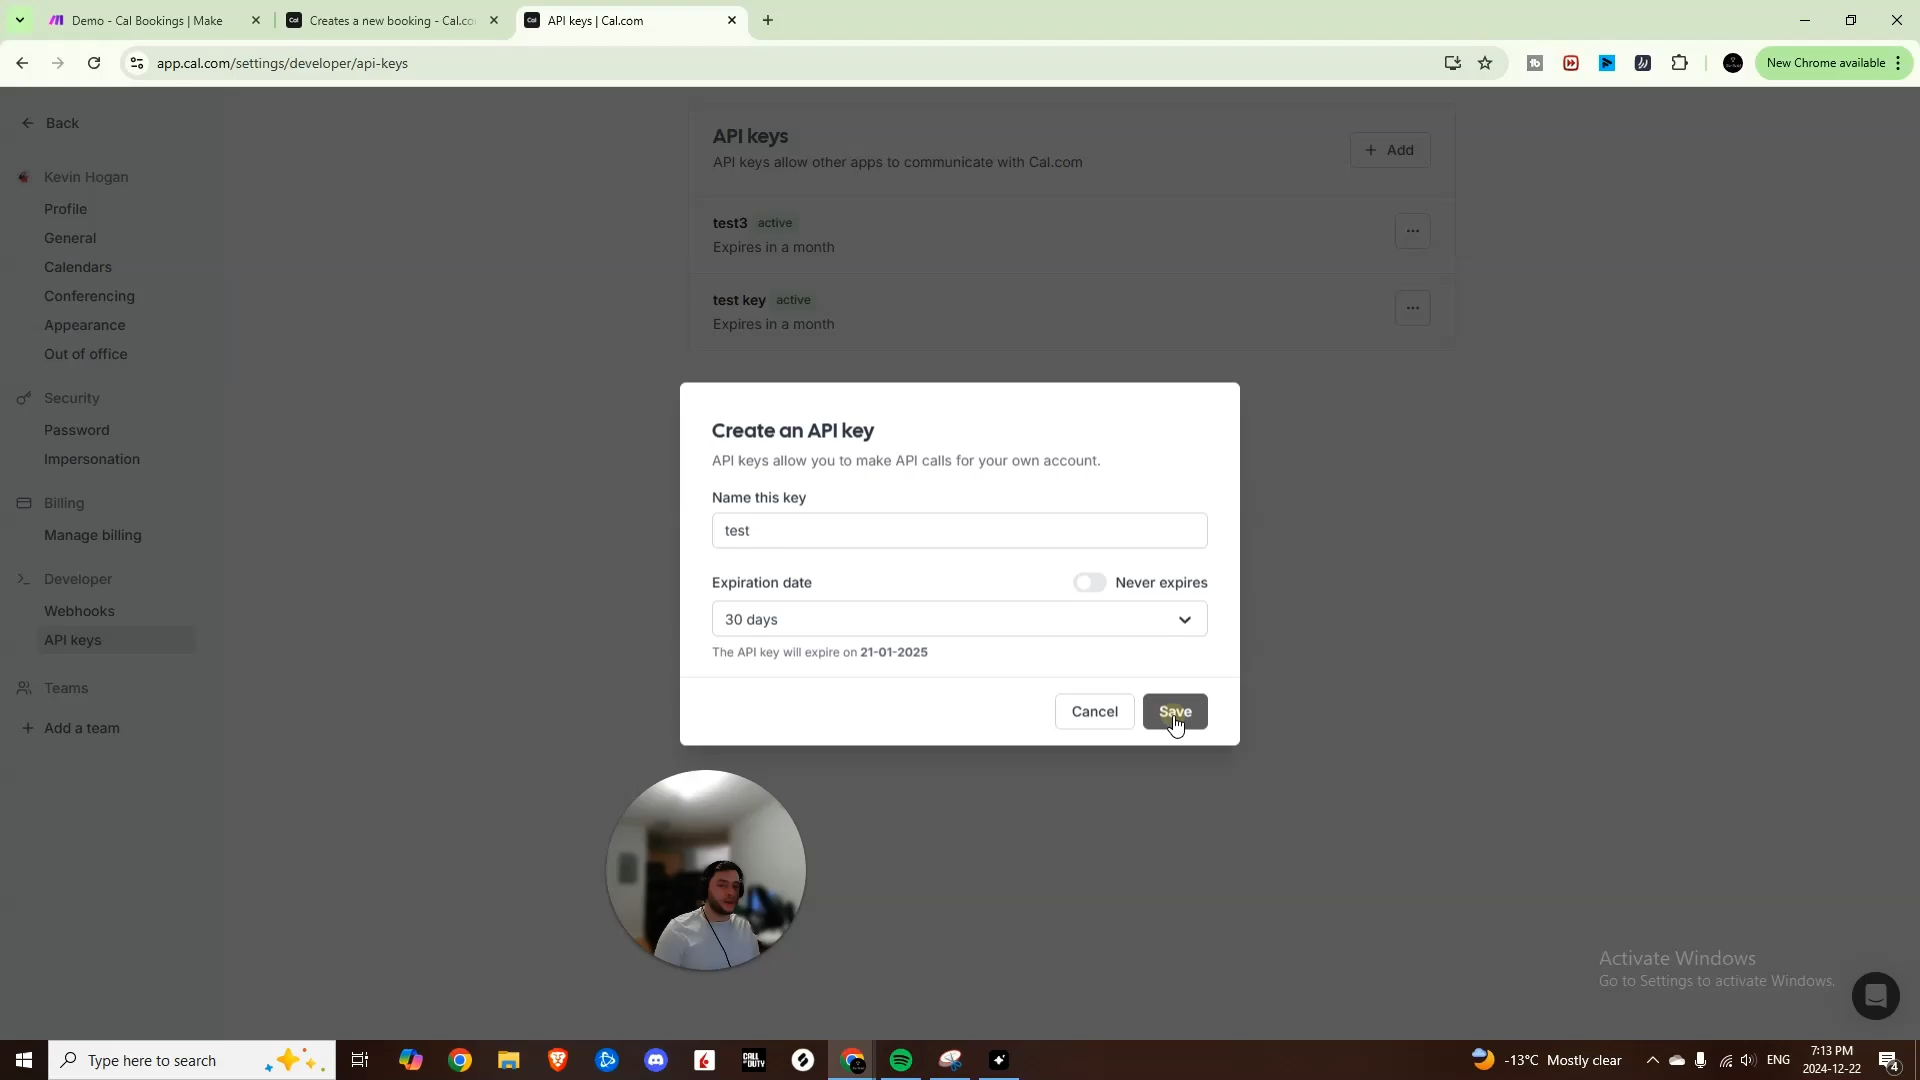 Demo - Cal Bookings | Make
Creates a new booking - Cal.co
API keys | Cal.com
app.cal.com/settings/developer/api-keys
New Chrome available
Back
Kevin Hogan
Profile
General
Calendars
Conferencing
Appearance
Out of office
Security
Password
Impersonation
Billing
Manage billing
Developer
Webhooks
API keys
Teams
Add a team
API keys
API keys allow other apps to communicate with Cal.com
Add
test3 active
Expires in a month
test key active
Expires in a month
Create an API key
API keys allow you to make API calls for your own account.
Name this key
test
Expiration date
Never expires
30 days
The API key will expire on 21-01-2025
Cancel
Save
Activate Windows
Go to Settings to activate Windows.
Type here to search
CALL OF DUTY
-13°C Mostly clear
ENG
7:13 PM
2024-12-22
4